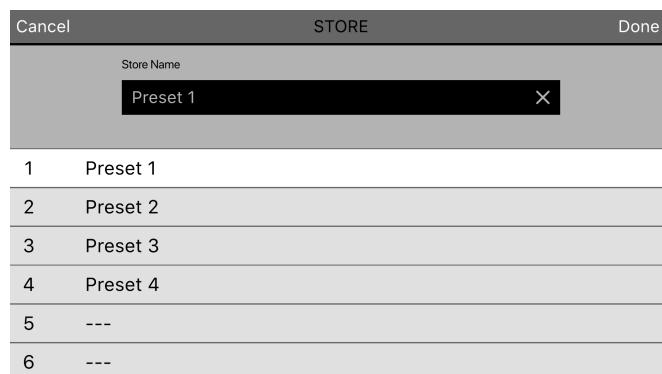 Cancel STORE Done
Store Name
Preset 1
1 Preset 1
2 Preset 2
3 Preset 3
4 Preset 4
5 ---
6 ---